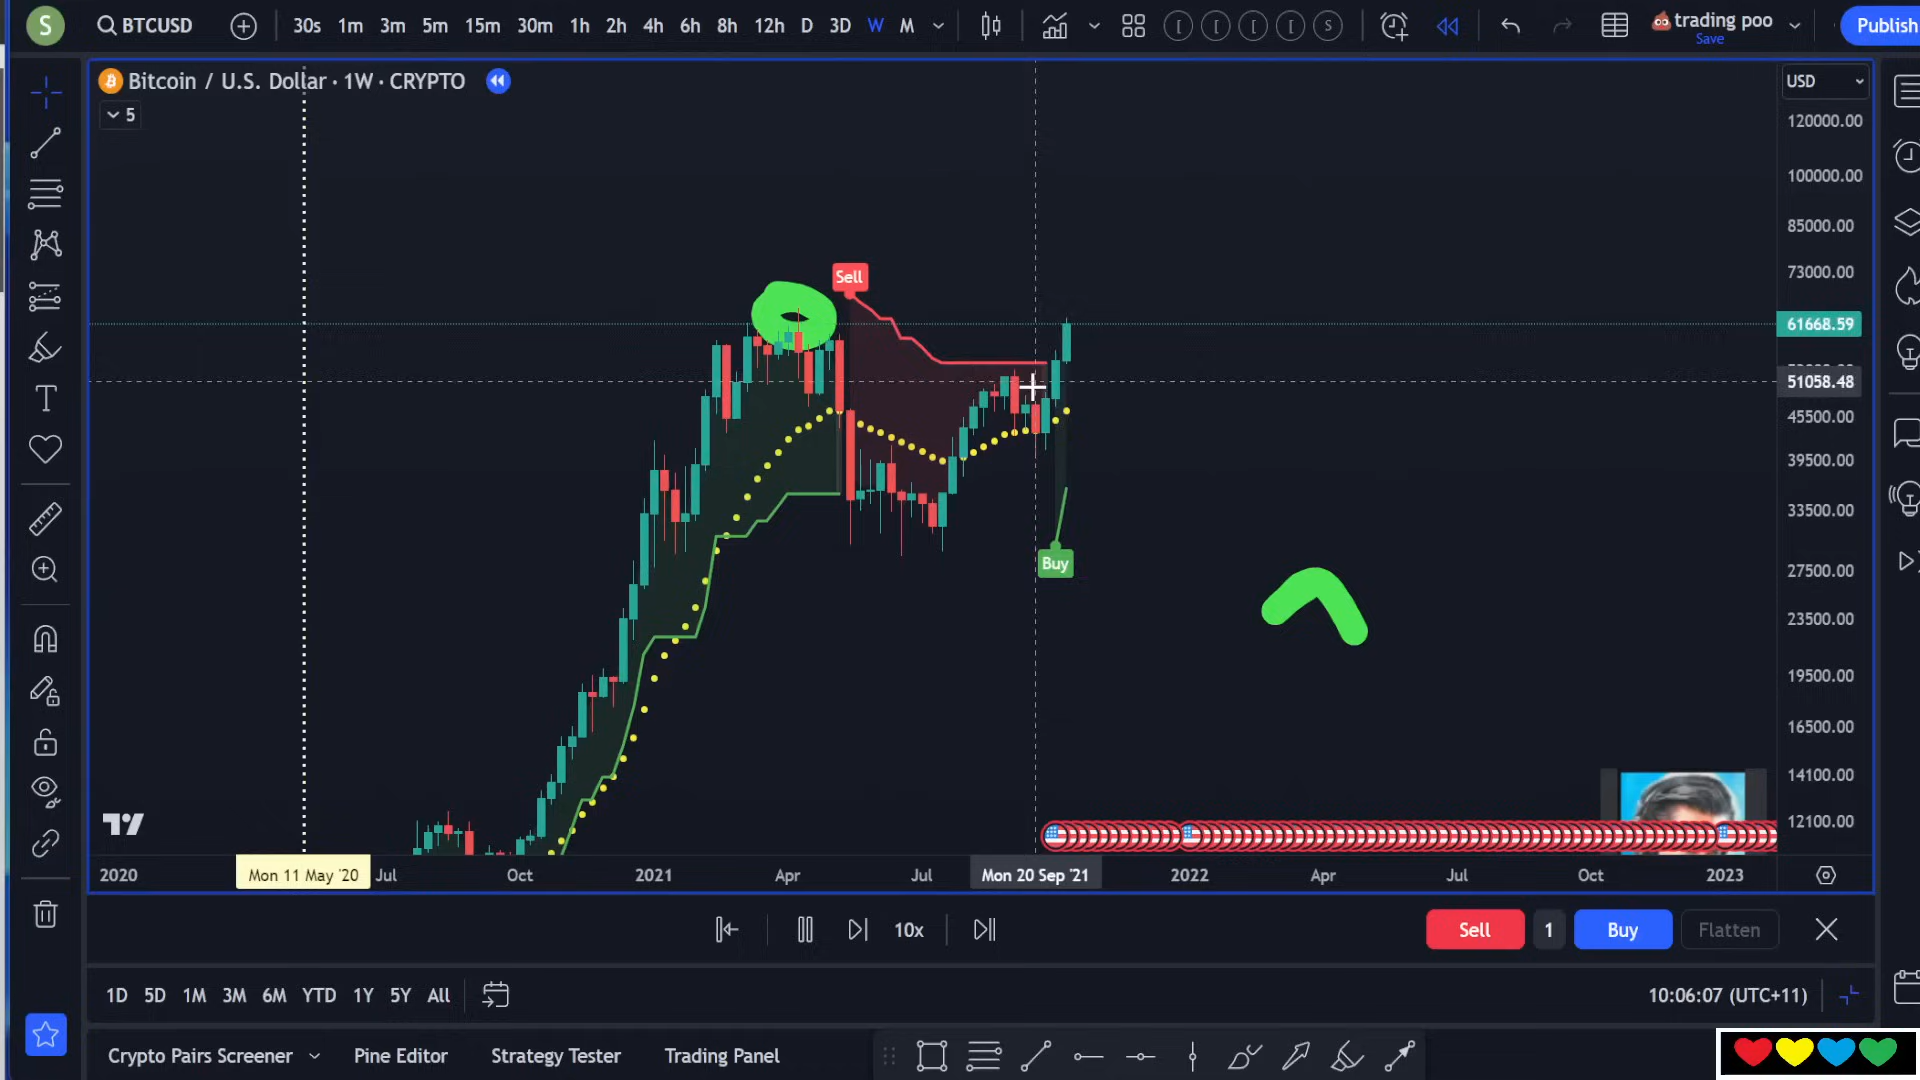 S BTCUSD 30s 1m 3m 5m 15m 30m 1h 2h 4h 6h 8h 12h D 3D W M [ [ [ [ S trading poo Publish
Save
Bitcoin / U.S. Dollar · 1W · CRYPTO USD
5
120000.00
100000.00
85000.00
Sell 73000.00
61668.59
51058.48
45500.00
39500.00
33500.00
Buy 27500.00
23500.00
19500.00
16500.00
14100.00
12100.00
2020 Mon 11 May '20 Jul Oct 2021 Apr Jul Mon 20 Sep '21 2022 Apr Jul Oct 2023
10x Sell 1 Buy Flatten
1D 5D 1M 3M 6M YTD 1Y 5Y All 10:06:07 (UTC+11)
Crypto Pairs Screener Pine Editor Strategy Tester Trading Panel